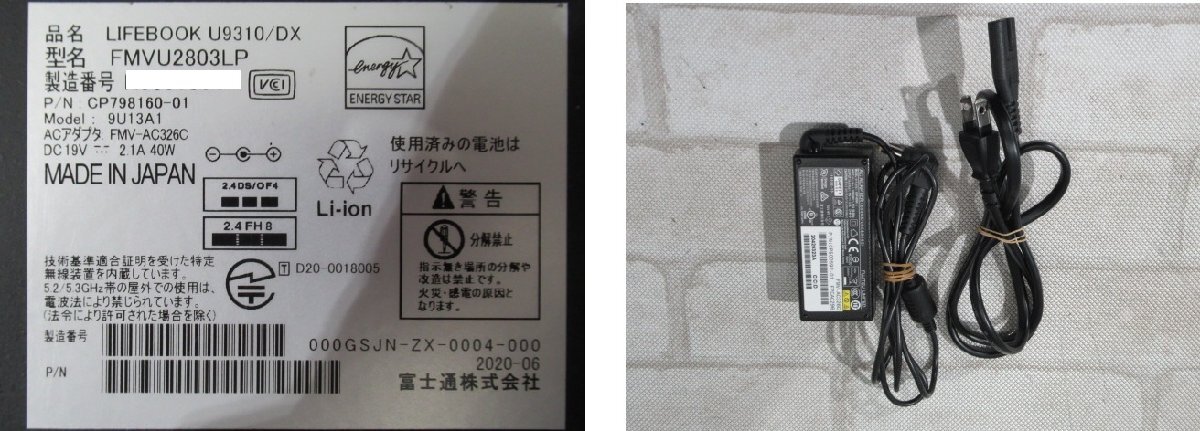 品名 LIFEBOOK U9310/DX
型名 FMVU2803LP
製造番号
VCCI
P/N : CP798160-01
Model : 9U13A1
ACアダプタ FMV-AC326C
DC 19V 2.1A 40W
MADE IN JAPAN
energy
ENERGY STAR
Li-ion
使用済みの電池は
リサイクルへ
2.4DS/OF4
2.4FH8
警告
分解禁止
指示無き場所の分解や
改造は禁止です。
火災・感電の原因と
なります。
技術基準適合証明を受けた特定
無線装置を内蔵しています。
5.2/5.3GHz帯の屋外での使用は、
電波法により禁じられています。
(法令により許可された場合を除く)
T D20-0018005
製造番号
000GSJN-ZX-0004-000
2020-06
P/N
富士通株式会社